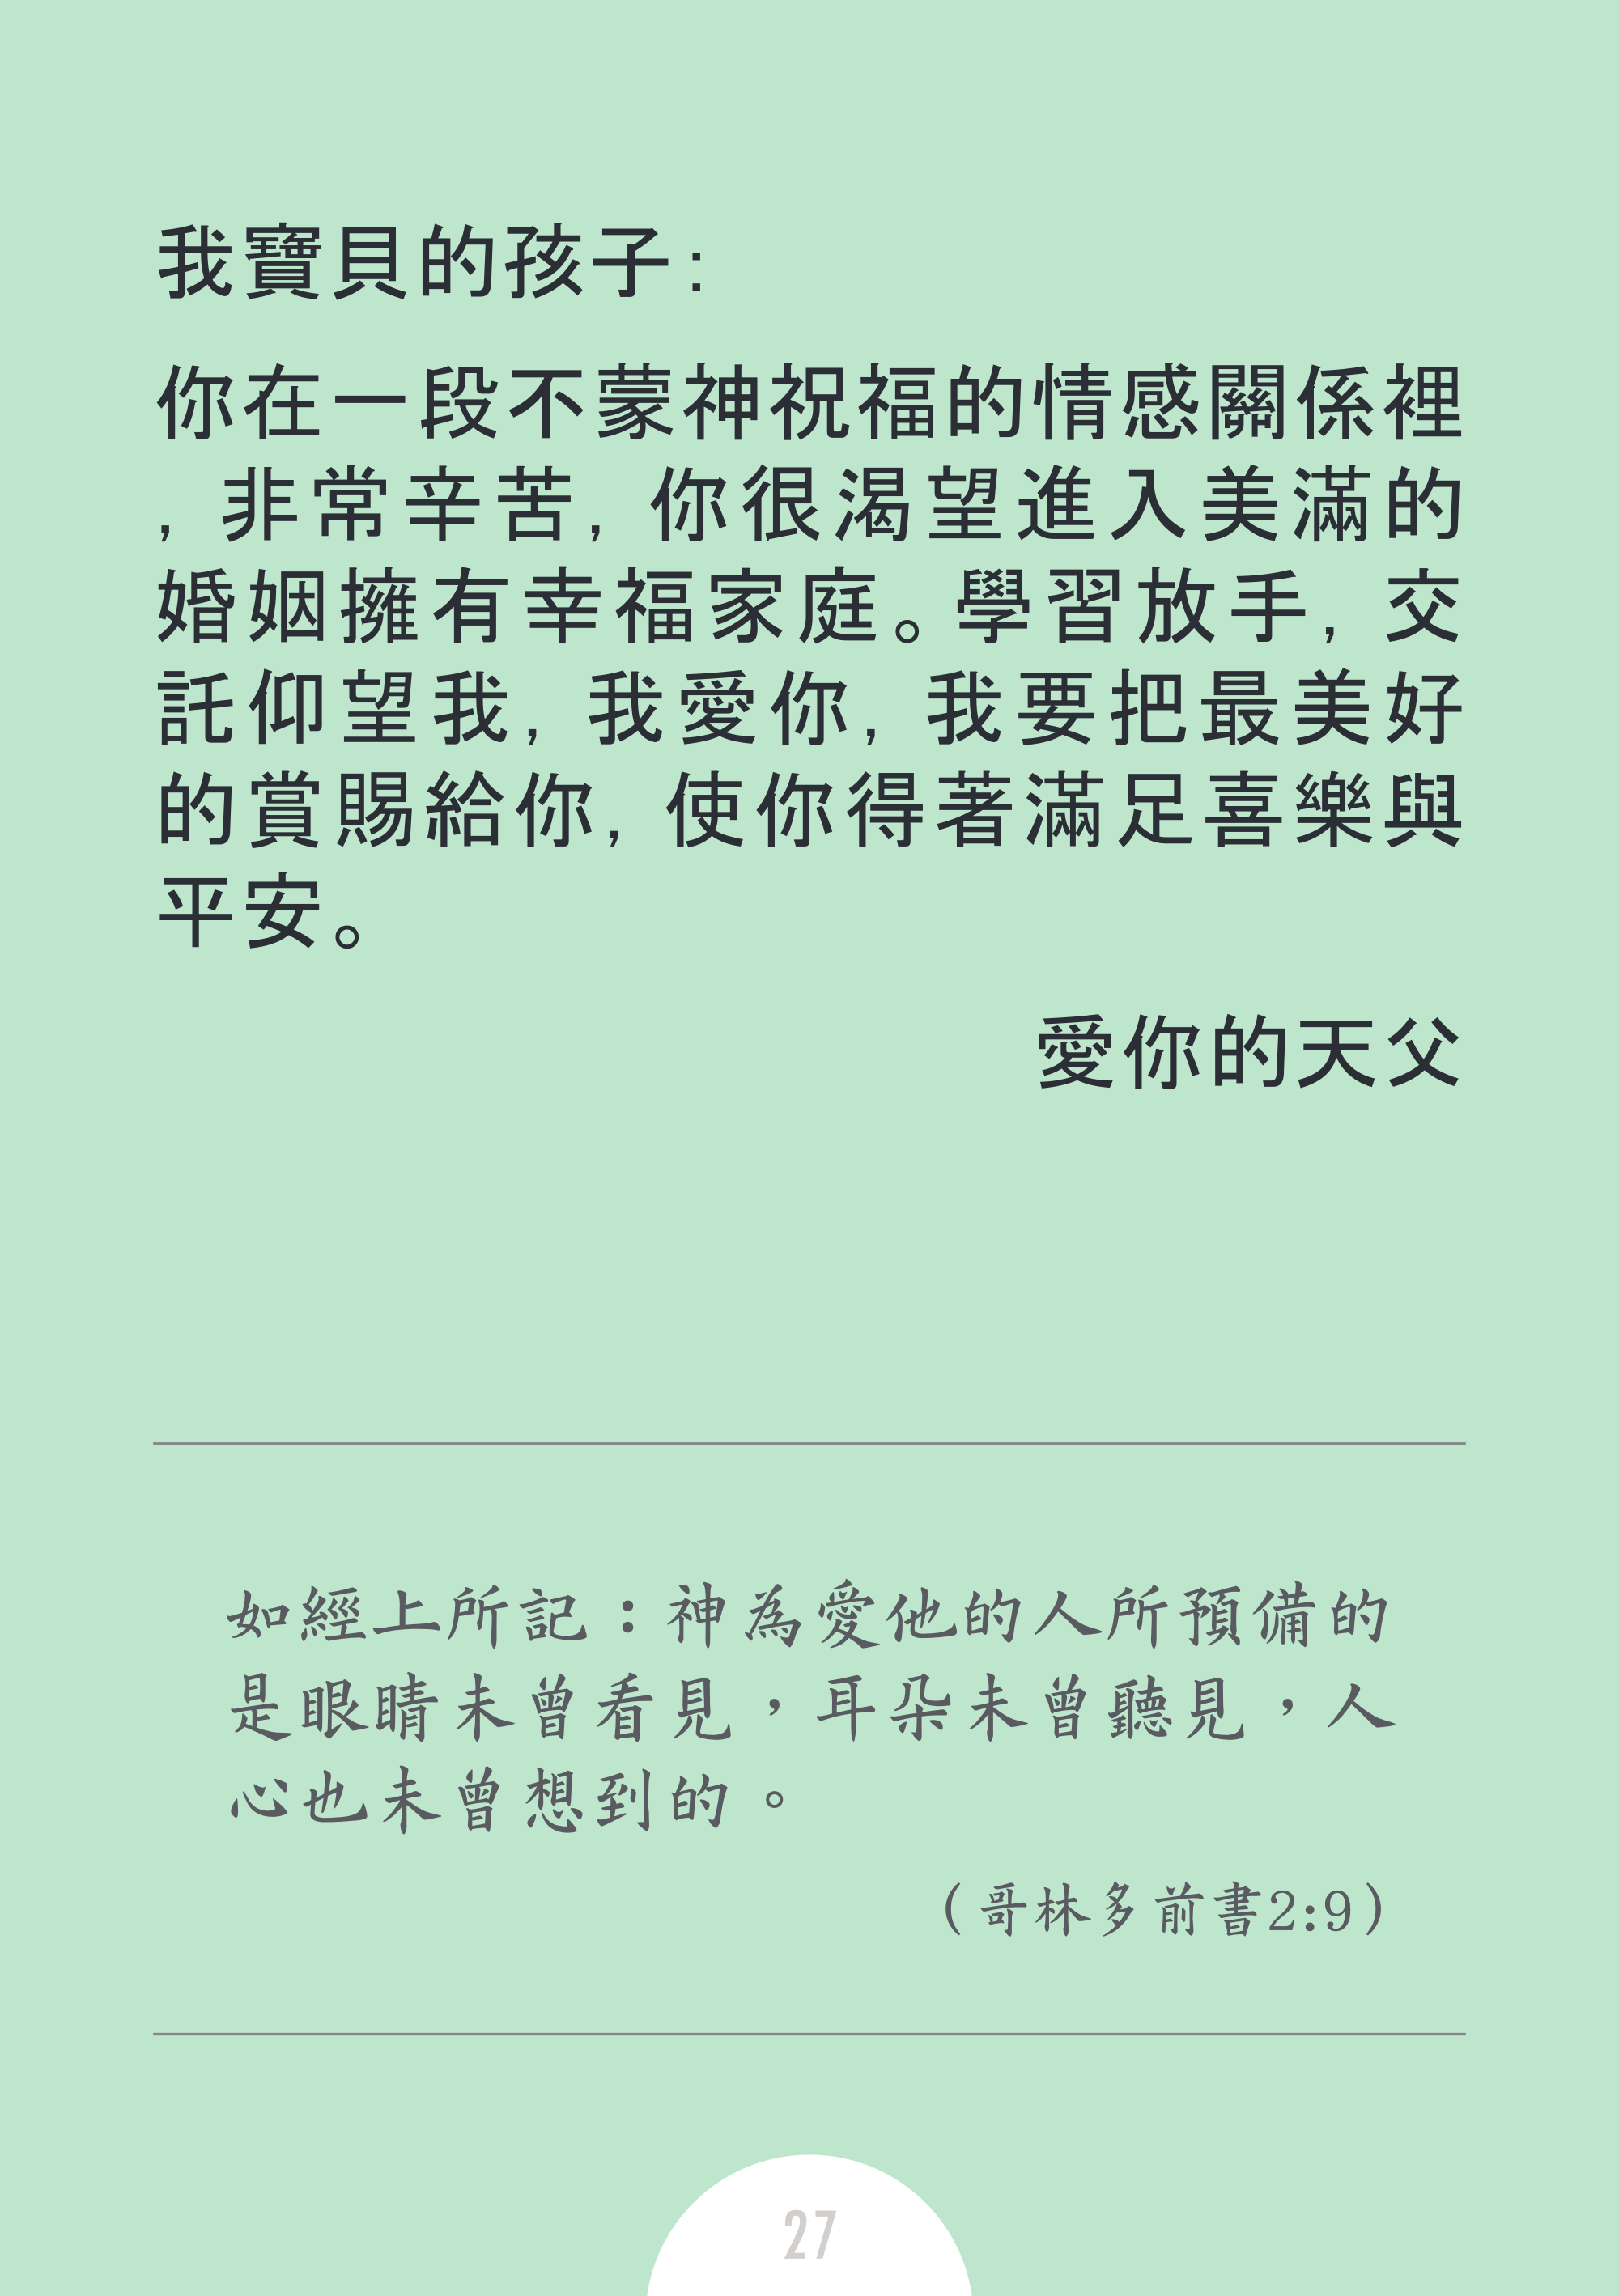 我寶貝的孩子：
你在一段不蒙神祝福的情感關係裡
，非常辛苦，你很渴望進入美滿的
婚姻擁有幸福家庭。學習放手，交
託仰望我，我愛你，我要把最美好
的賞賜給你，使你得著滿足喜樂與
平安。
愛你的天父
如經上所記：神為愛他的人所預備的
是眼睛未曾看見，耳朵未曾聽見，人
心也未曾想到的。
（哥林多前書2:9）
27